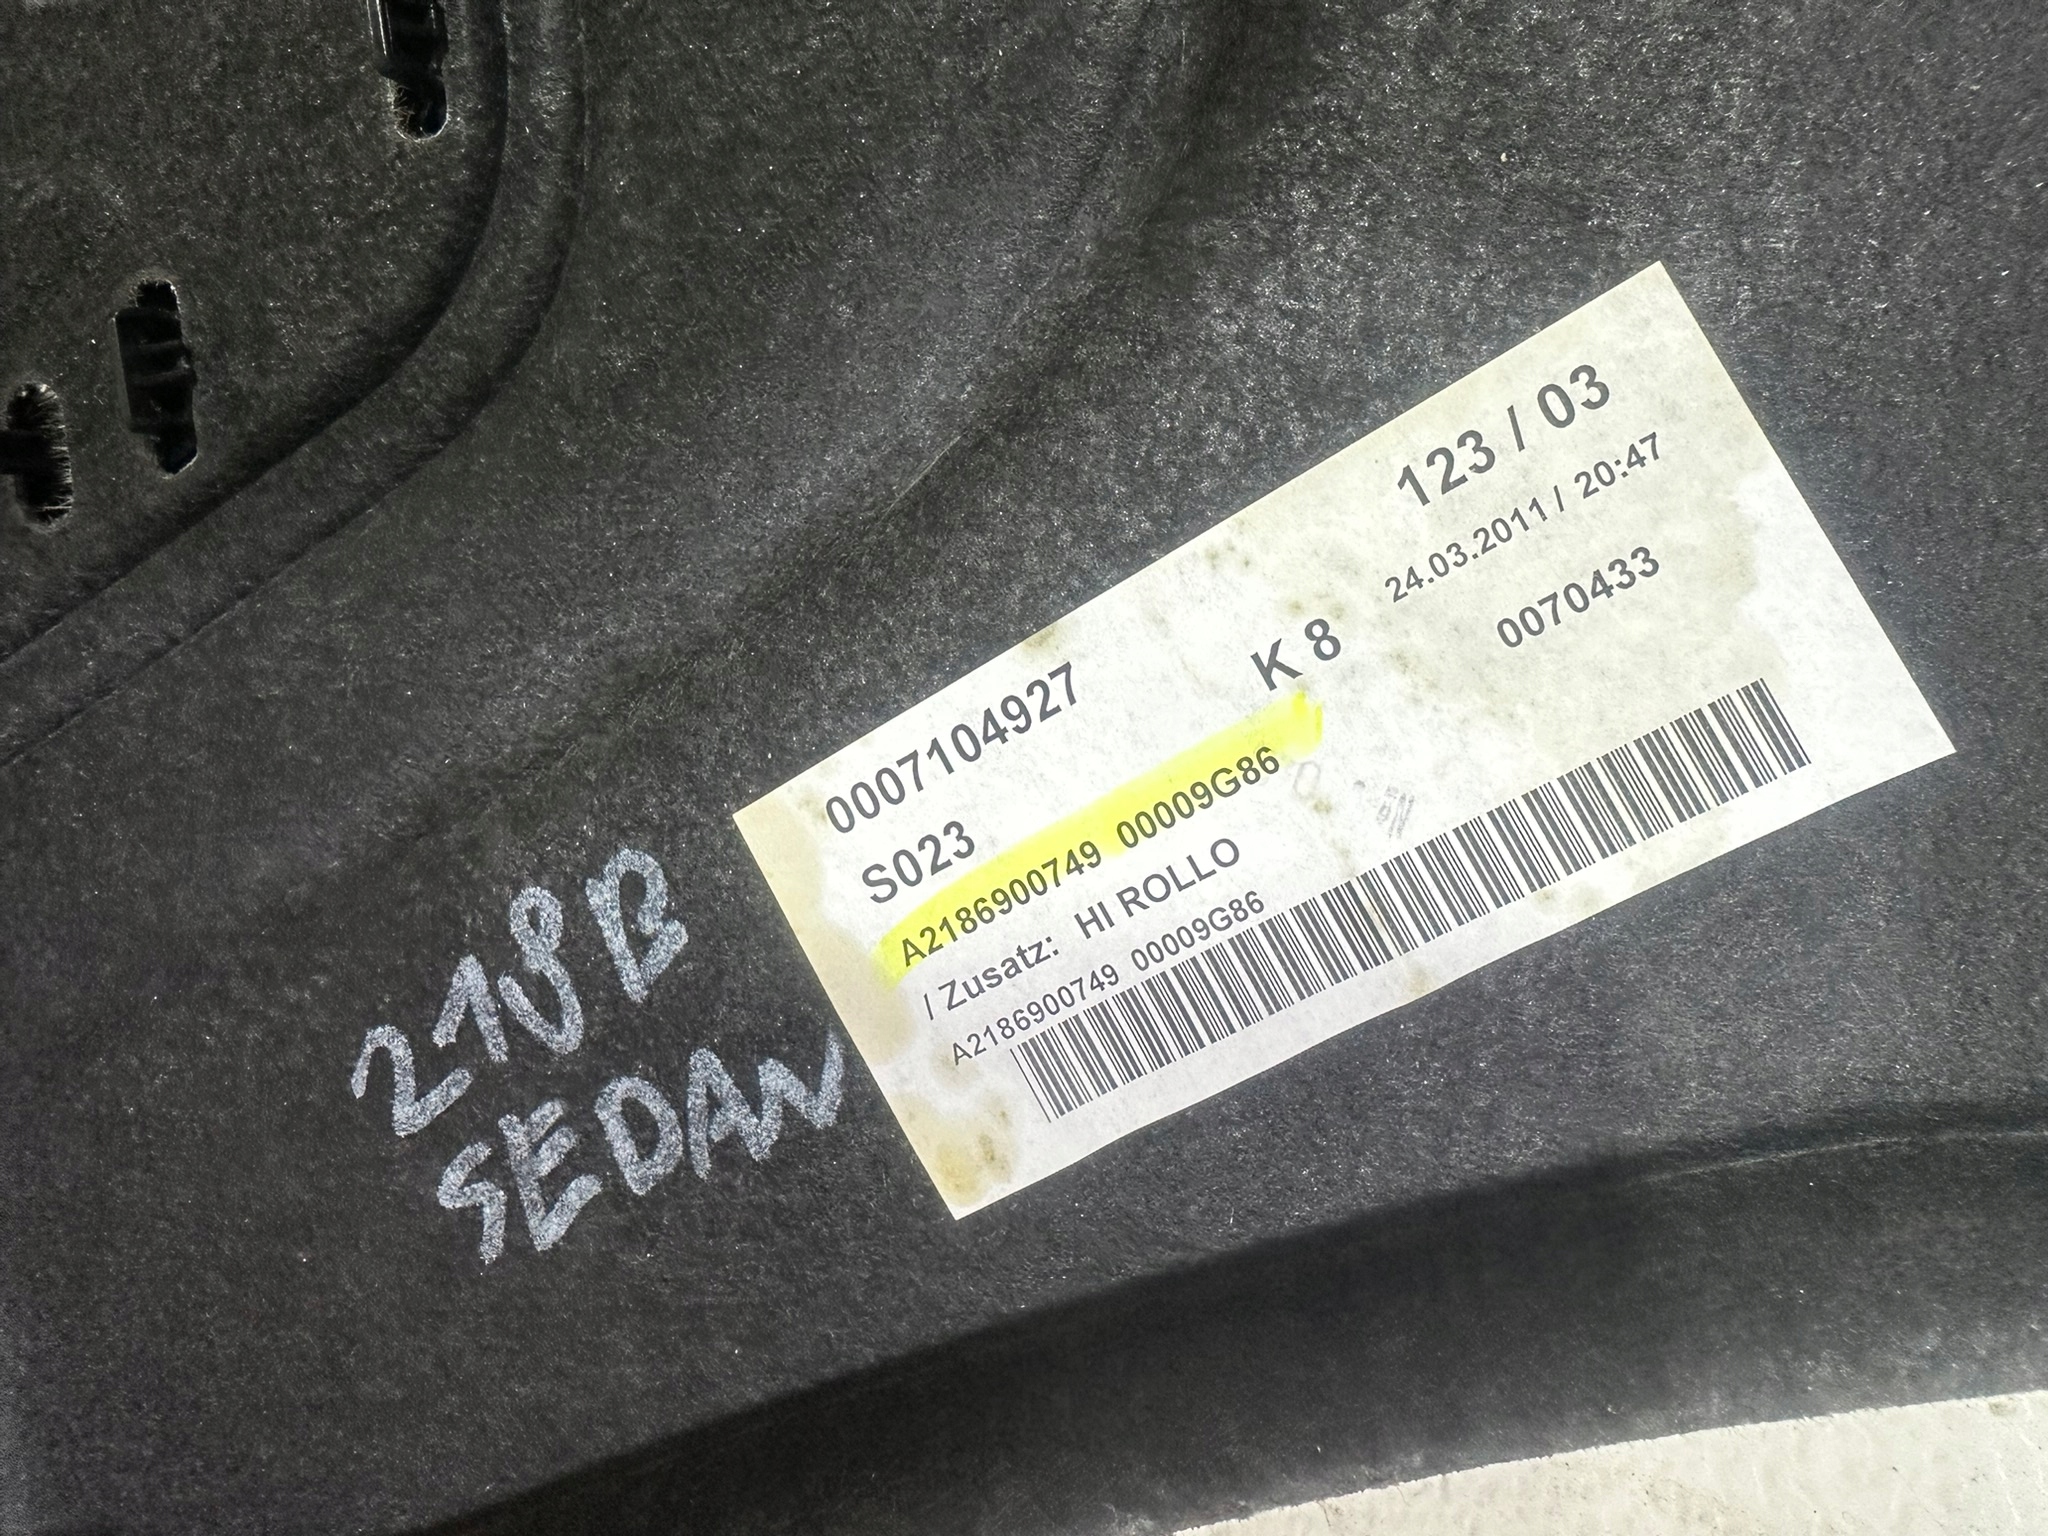 123 / 03
24.03.2011 / 20:47
0070433
0007104927 K 8
S023
A2186900749 00009G86
/ Zusatz: HI ROLLO
A2186900749 00009G86
218 B
SEDAN